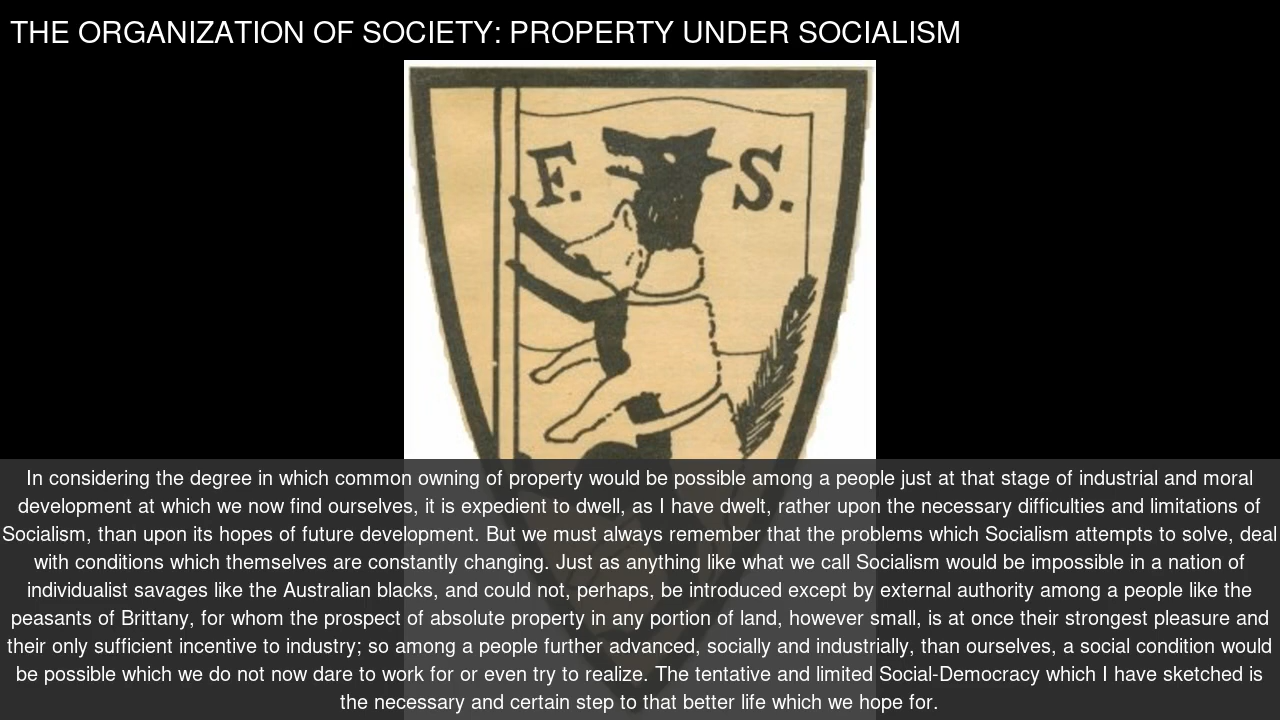 THE ORGANIZATION OF SOCIETY: PROPERTY UNDER SOCIALISM
F. S.
In considering the degree in which common owning of property would be possible among a people just at that stage of industrial and moral
development at which we now find ourselves, it is expedient to dwell, as I have dwelt, rather upon the necessary difficulties and limitations of
Socialism, than upon its hopes of future development. But we must always remember that the problems which Socialism attempts to solve, deal
with conditions which themselves are constantly changing. Just as anything like what we call Socialism would be impossible in a nation of
individualist savages like the Australian blacks, and could not, perhaps, be introduced except by external authority among a people like the
peasants of Brittany, for whom the prospect of absolute property in any portion of land, however small, is at once their strongest pleasure and
their only sufficient incentive to industry; so among a people further advanced, socially and industrially, than ourselves, a social condition would
be possible which we do not now dare to work for or even try to realize. The tentative and limited Social-Democracy which I have sketched is
the necessary and certain step to that better life which we hope for.